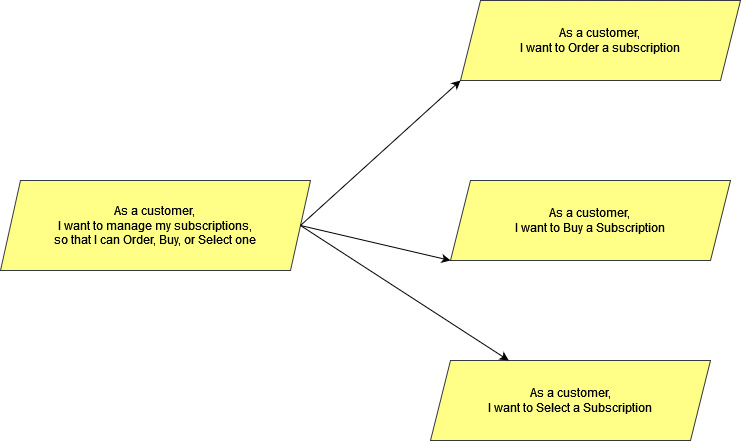 As a customer,
I want to Order a subscription
As a customer,
I want to manage my subscriptions,
so that I can Order, Buy, or Select one
As a customer,
I want to Buy a Subscription
As a customer,
I want to Select a Subscription